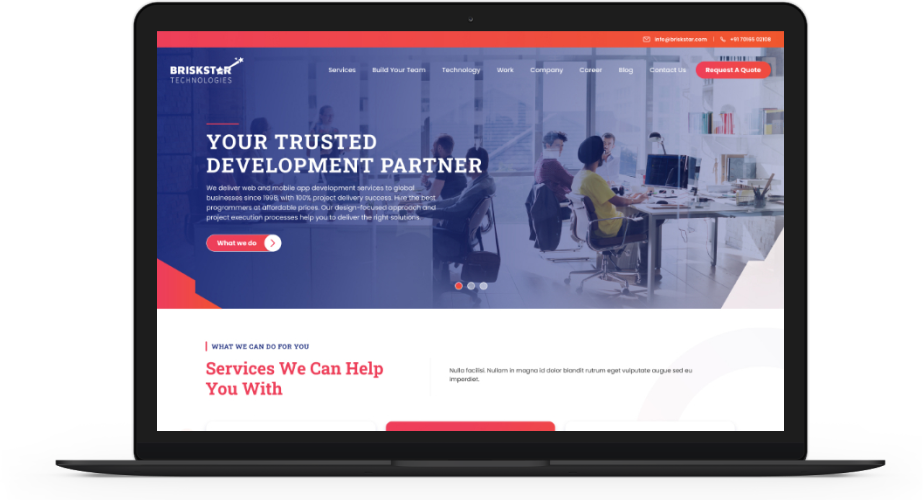 info@brikstar.com | +91 70166 02108
BRISKSTAR
TECHNOLOGIES
Services Build Your Team Technology Work Company Career Blog Contact Us Request A Quote
YOUR TRUSTED
DEVELOPMENT PARTNER
We deliver web and mobile app development services to global
businesses since 1998, with 100% project delivery success. Hire the best
programmers at affordable prices. Our design-focused approach and
project execution processes help you to deliver the right solutions.
What we do
WHAT WE CAN DO FOR YOU
Services We Can Help
You With
Nulla facilisi. Nullam in magna id dolor blandit rutrum eget vulputate augue sed eu
imperdiet.